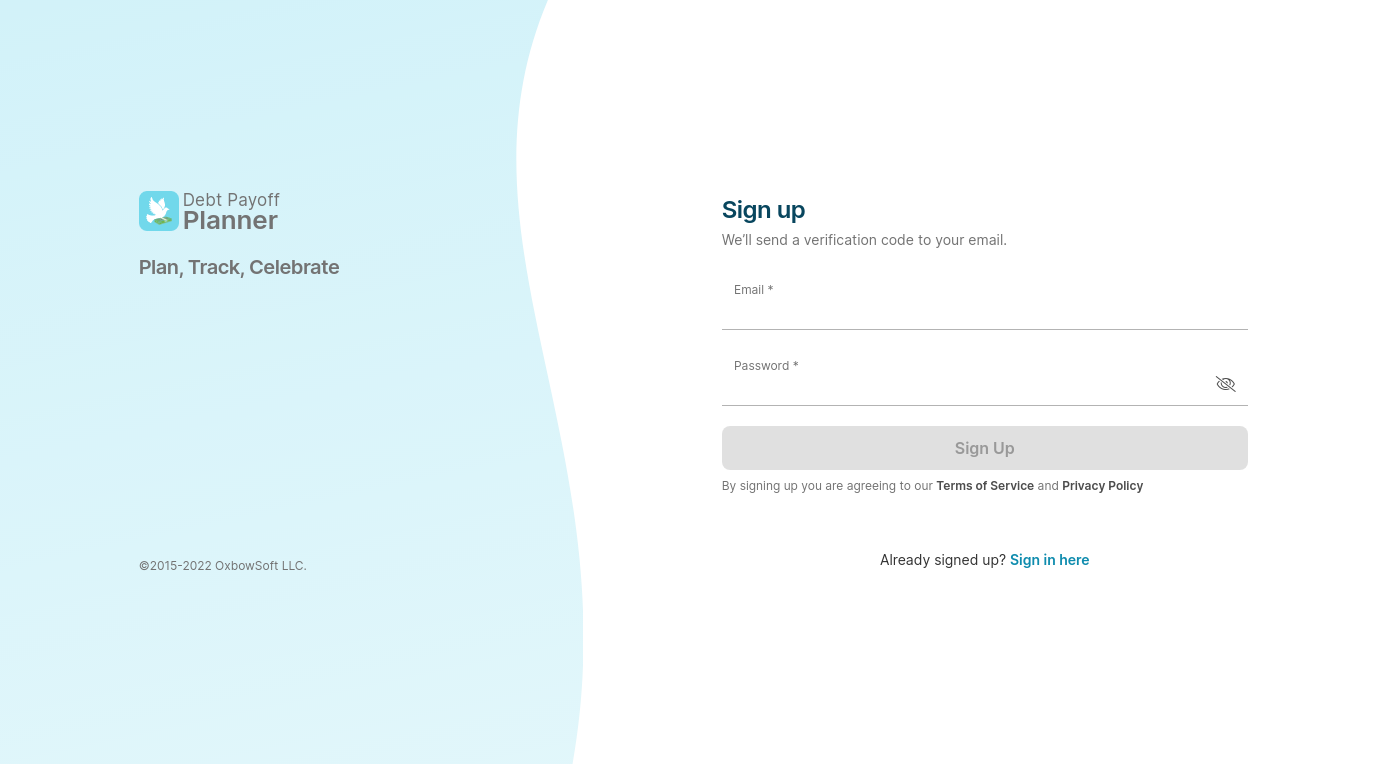 Debt Payoff
Planner
Plan, Track, Celebrate
©2015-2022 OxbowSoft LLC.
Sign up
We’ll send a verification code to your email.
Email *
Password *
Sign Up
By signing up you are agreeing to our Terms of Service and Privacy Policy
Already signed up? Sign in here